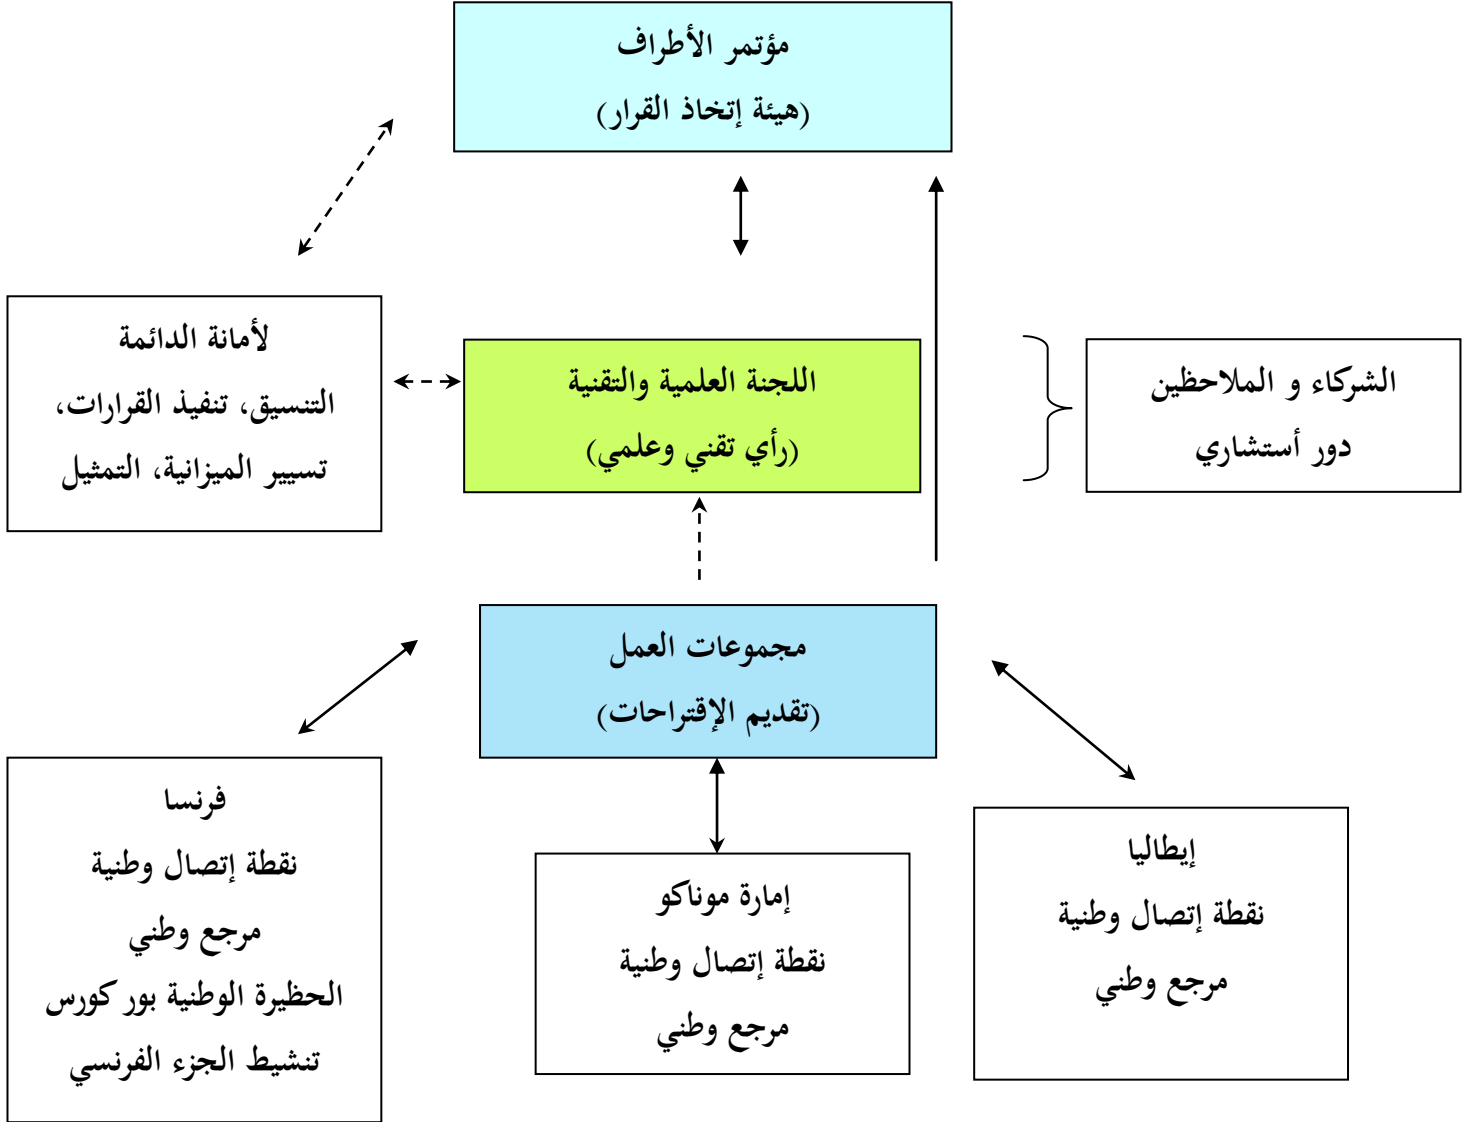 مؤتمر الأطراف
(هيئة إتخاذ القرار)
الشركاء و الملاحظين
دور أستشاري
اللجنة العلمية والتقنية
(رأي تقني وعلمي)
لأمانة الدائمة
التنسيق، تنفيذ القرارات،
تسيير الميزانية، التمثيل
مجموعات العمل
(تقديم الإقتراحات)
إيطاليا
نقطة إتصال وطنية
مرجع وطني
إمارة موناكو
نقطة إتصال وطنية
مرجع وطني
فرنسا
نقطة إتصال وطنية
مرجع وطني
الحظيرة الوطنية بور كورس
تنشيط الجزء الفرنسي